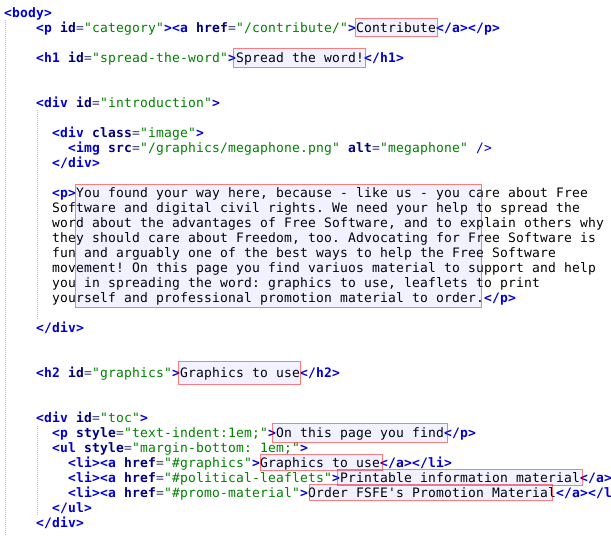 <body>
<p id="category"><a href="/contribute/">Contribute</a></p>
<h1 id="spread-the-word">Spread the word!</h1>
<div id="introduction">
<div class="image">
<img src="/graphics/megaphone.png" alt="megaphone" />
</div>
<p>You found your way here, because - like us - you care about Free
Software and digital civil rights. We need your help to spread the
word about the advantages of Free Software, and to explain others why
they should care about Freedom, too. Advocating for Free Software is
fun and arguably one of the best ways to help the Free Software
movement! On this page you find variuos material to support and help
you in spreading the word: graphics to use, leaflets to print
yourself and professional promotion material to order.</p>
</div>
<h2 id="graphics">Graphics to use</h2>
<div id="toc">
<p style="text-indent:1em;">On this page you find</p>
<ul style="margin-bottom: 1em;">
<li><a href="#graphics">Graphics to use</a></li>
<li><a href="#political-leaflets">Printable information material</a>
<li><a href="#promo-material">Order FSFE's Promotion Material</a></l
</ul>
</div>